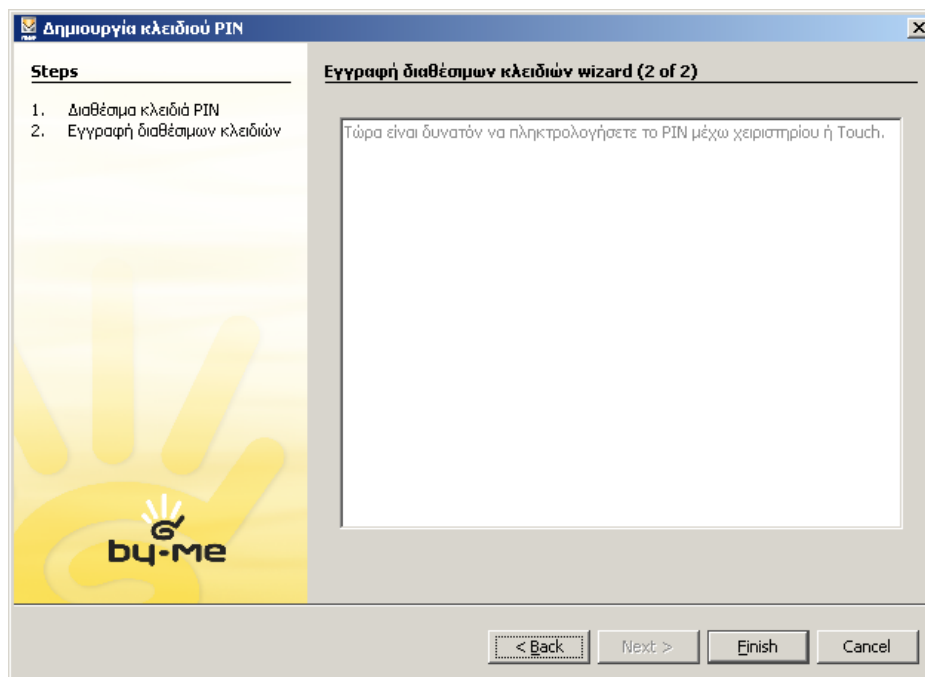 Δημιουργία κλειδιού PIN
Steps
1. Διαθέσιμα κλειδιά PIN
2. Εγγραφή διαθέσιμων κλειδιών
Εγγραφή διαθέσιμων κλειδιών wizard (2 of 2)
Τώρα είναι δυνατόν να πληκτρολογήσετε το PIN μέχω χειριστηρίου ή Touch.
by-me
< Back
Next >
Finish
Cancel